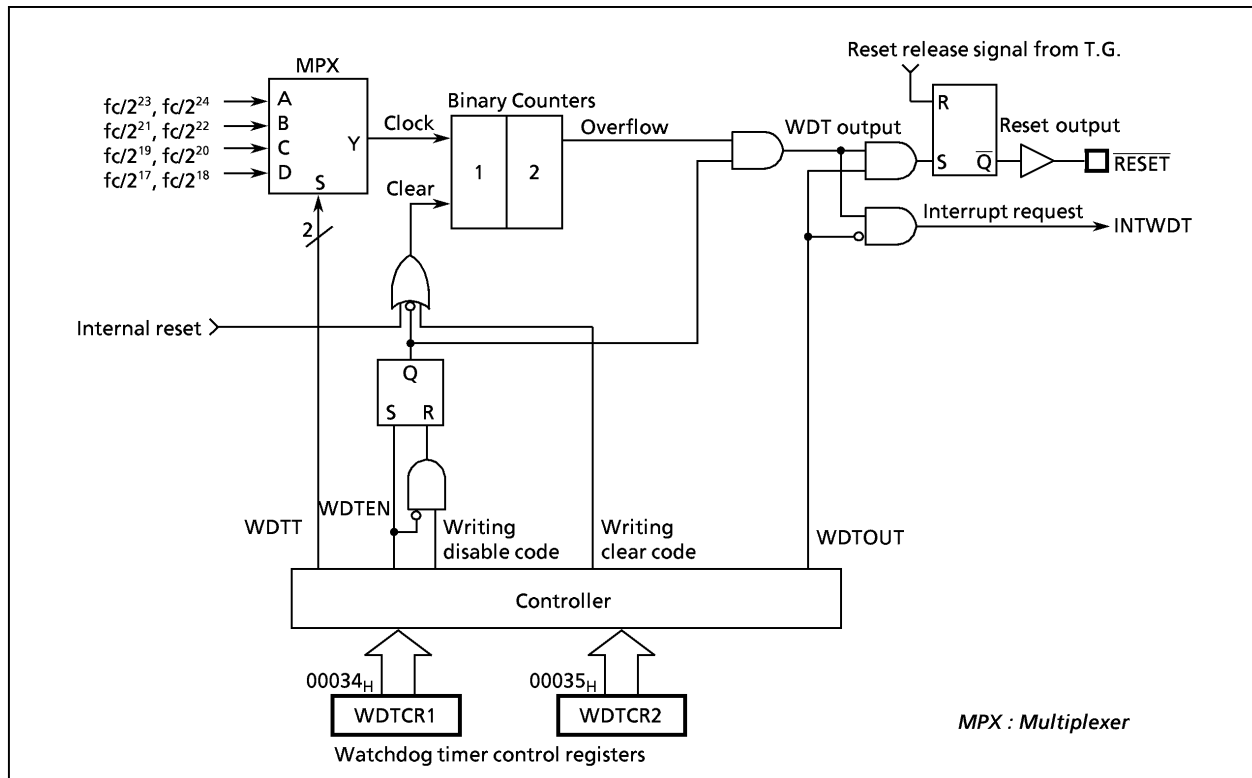 Reset release signal from T.G.
MPX
fc/2²³, fc/2²⁴
fc/2²¹, fc/2²²
fc/2¹⁹, fc/2²⁰
fc/2¹⁷, fc/2¹⁸
A
B
C
D
S
Y
Clock
Clear
Binary Counters
1
2
Overflow
WDT output
R
S
Q̅
Reset output
R̅E̅S̅E̅T̅
Interrupt request
INTWDT
2
Internal reset
Q
S
R
WDTT
WDTEN
Writing
disable code
Writing
clear code
WDTOUT
Controller
00034H
00035H
WDTCR1
WDTCR2
Watchdog timer control registers
MPX : Multiplexer